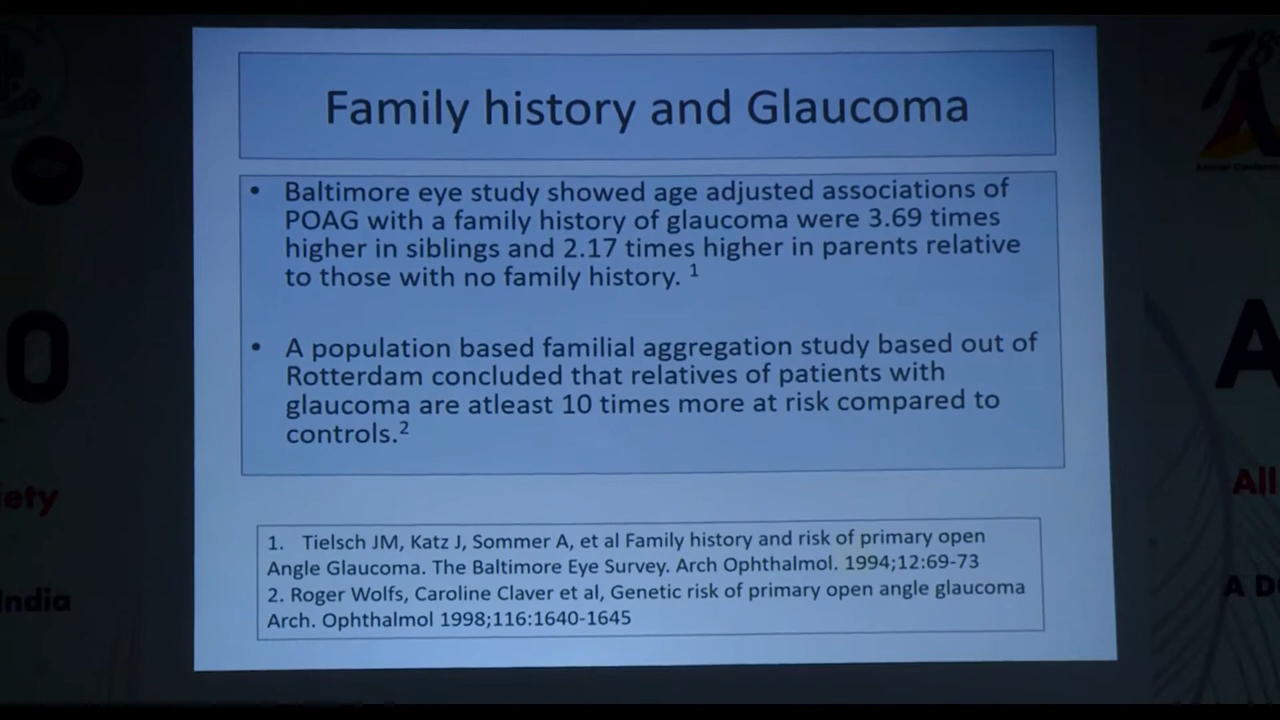 Family history and Glaucoma
• Baltimore eye study showed age adjusted associations of
POAG with a family history of glaucoma were 3.69 times
higher in siblings and 2.17 times higher in parents relative
to those with no family history. 1
• A population based familial aggregation study based out of
Rotterdam concluded that relatives of patients with
glaucoma are atleast 10 times more at risk compared to
controls.2
1. Tielsch JM, Katz J, Sommer A, et al Family history and risk of primary open
Angle Glaucoma. The Baltimore Eye Survey. Arch Ophthalmol. 1994;12:69-73
2. Roger Wolfs, Caroline Claver et al, Genetic risk of primary open angle glaucoma
Arch. Ophthalmol 1998;116:1640-1645
0
iety
India
78
A
All
A D